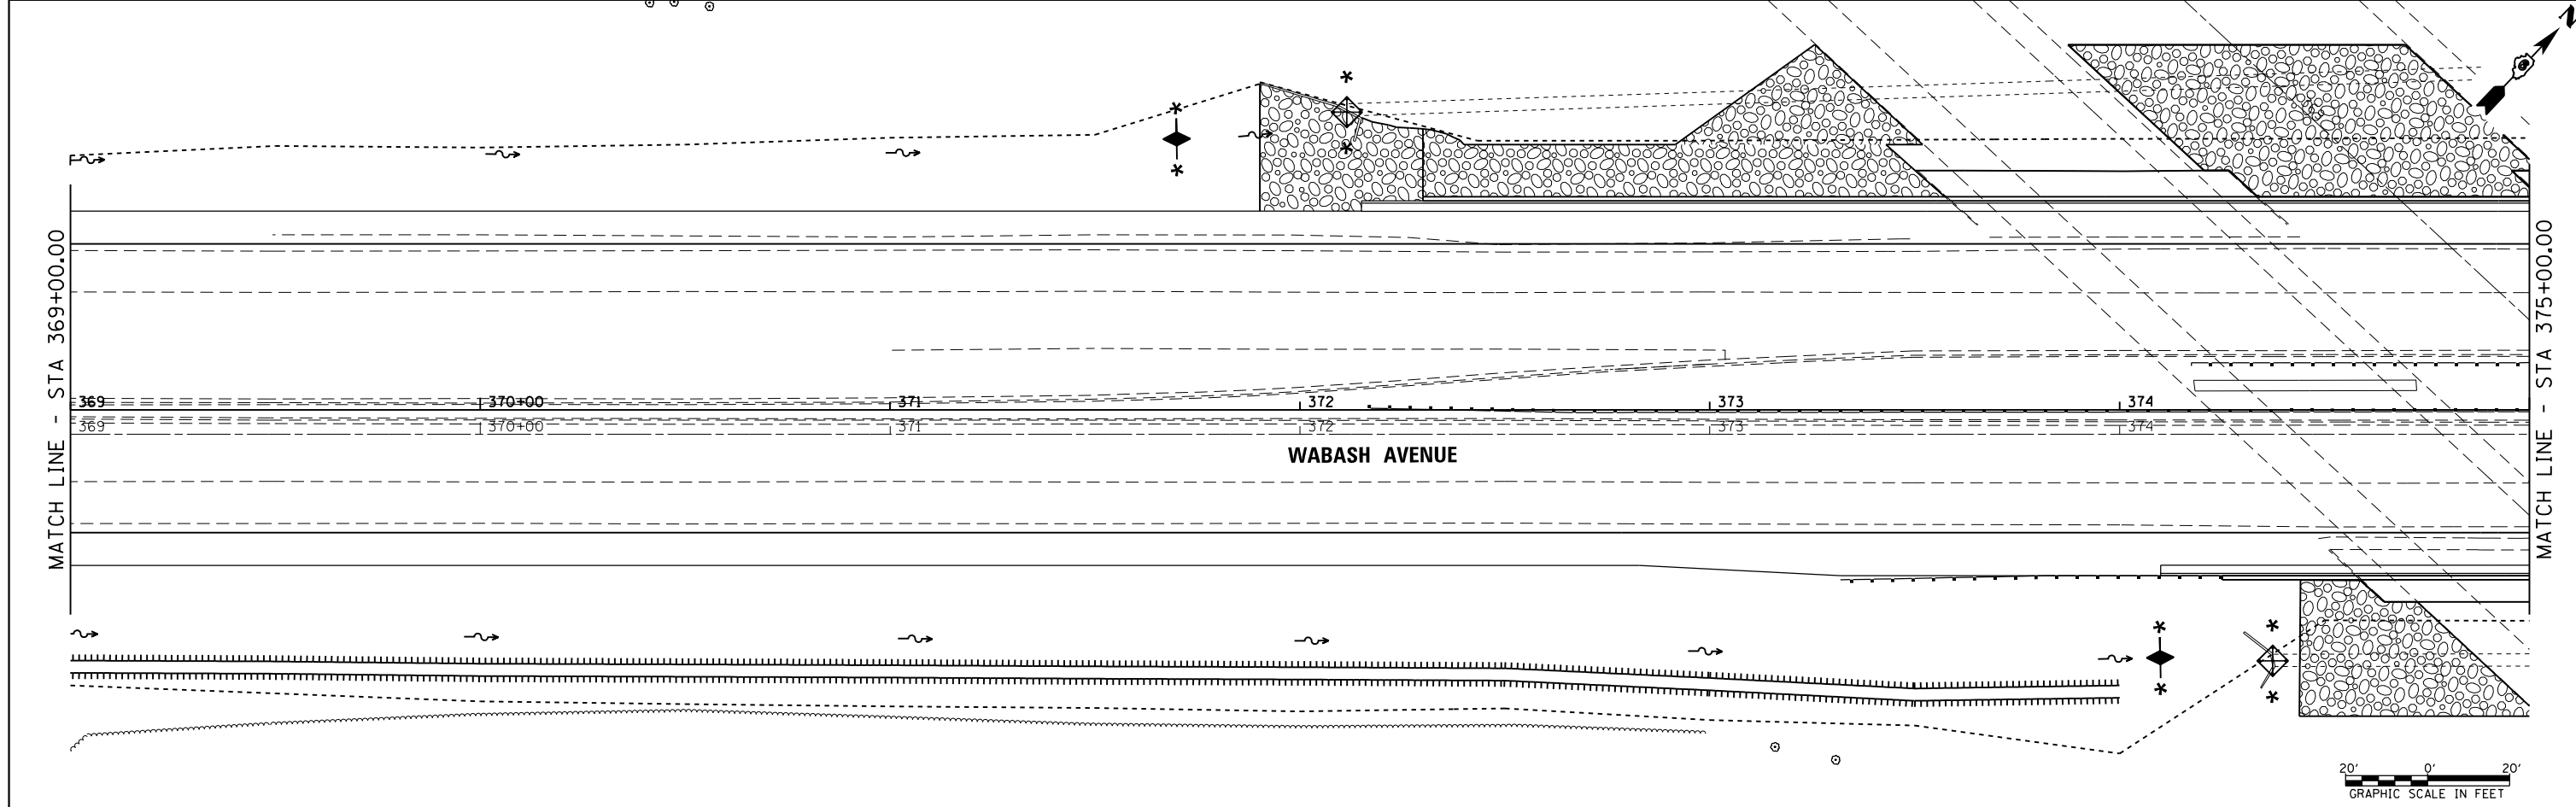 N
MATCH LINE - STA 369+00.00
369 370+00 371 372 373 374
369 370+00 371 372 373 374
WABASH AVENUE
MATCH LINE - STA 375+00.00
20' 0' 20'
GRAPHIC SCALE IN FEET